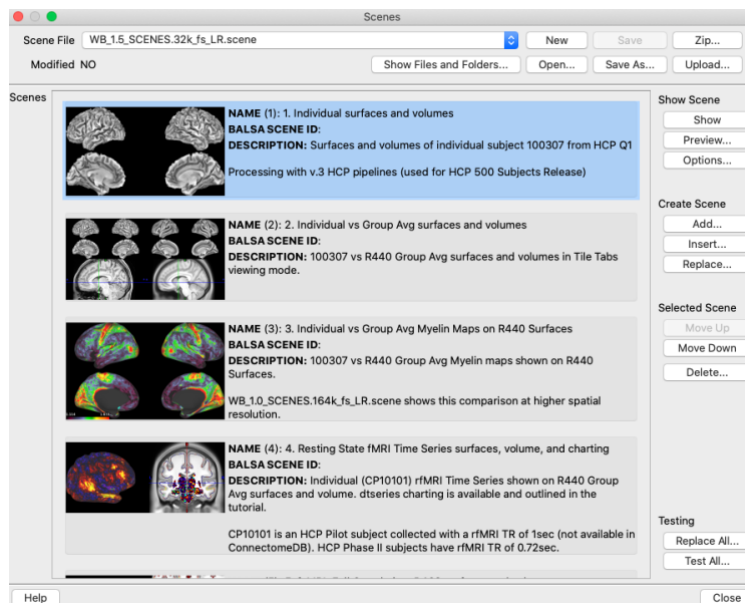 Scenes
Scene File WB_1.5_SCENES.32k_fs_LR.scene New Save Zip...
Modified NO Show Files and Folders... Open... Save As... Upload...
Scenes
NAME (1): 1. Individual surfaces and volumes
BALSA SCENE ID:
DESCRIPTION: Surfaces and volumes of individual subject 100307 from HCP Q1
Processing with v.3 HCP pipelines (used for HCP 500 Subjects Release)
NAME (2): 2. Individual vs Group Avg surfaces and volumes
BALSA SCENE ID:
DESCRIPTION: 100307 vs R440 Group Avg surfaces and volumes in Tile Tabs
viewing mode.
NAME (3): 3. Individual vs Group Avg Myelin Maps on R440 Surfaces
BALSA SCENE ID:
DESCRIPTION: 100307 vs R440 Group Avg Myelin maps shown on R440
Surfaces.
WB_1.0_SCENES.164k_fs_LR.scene shows this comparison at higher spatial
resolution.
NAME (4): 4. Resting State fMRI Time Series surfaces, volume, and charting
BALSA SCENE ID:
DESCRIPTION: Individual (CP10101) rfMRI Time Series shown on R440 Group
Avg surfaces and volume. dtseries charting is available and outlined in the
tutorial.
CP10101 is an HCP Pilot subject collected with a rfMRI TR of 1sec (not available in
ConnectomeDB). HCP Phase II subjects have rfMRI TR of 0.72sec.
Show Scene
Show
Preview...
Options...
Create Scene
Add...
Insert...
Replace...
Selected Scene
Move Up
Move Down
Delete...
Testing
Replace All...
Test All...
Help Close